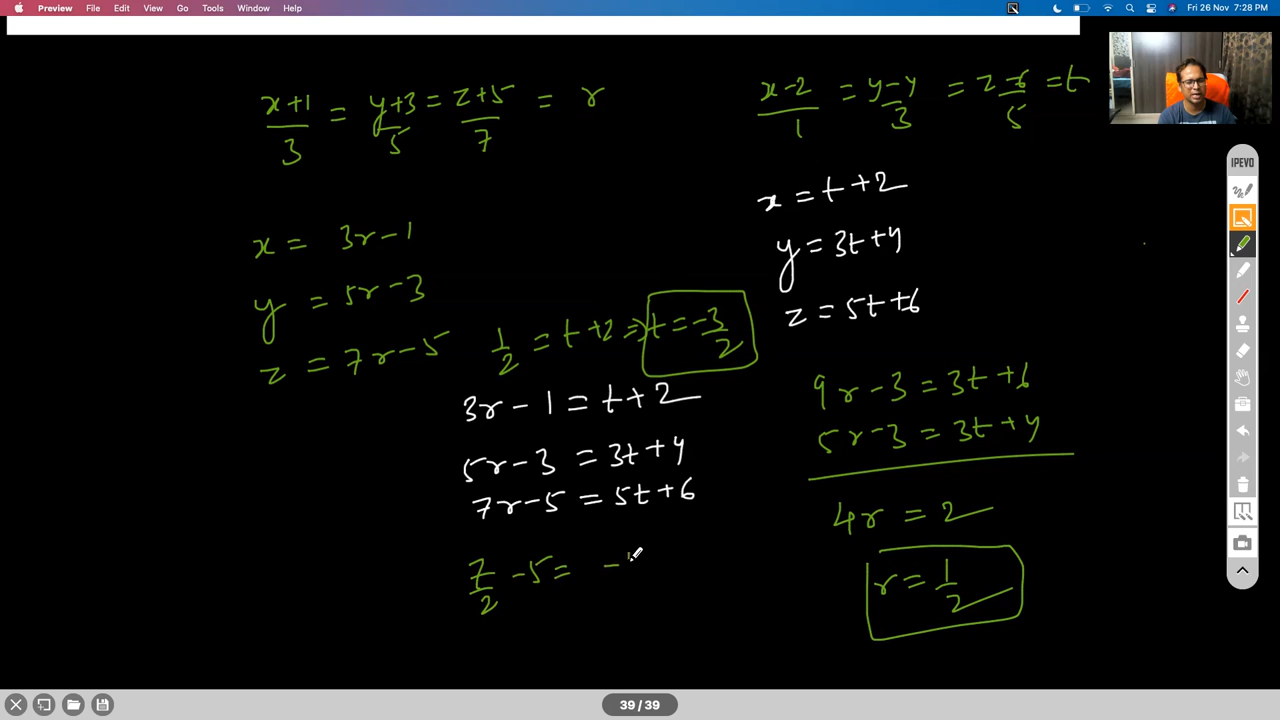 Preview File Edit View Go Tools Window Help Fri 26 Nov 7:28 PM
x+1/3 = y+3/5 = z+5/7 = r
x-2/1 = y-4/3 = z-6/5 = t
IPEVO
x = t+2
x = 3r-1
y = 3t+4
y = 5r-3
z = 5t+6
z = 7r-5
1/2 = t+2 ⇒ t = -3/2
3r-1 = t+2
9r-3 = 3t+6
5r-3 = 3t+4
5r-3 = 3t+4
7r-5 = 5t+6
4r = 2
7/2 -5 = -
r = 1/2
39 / 39